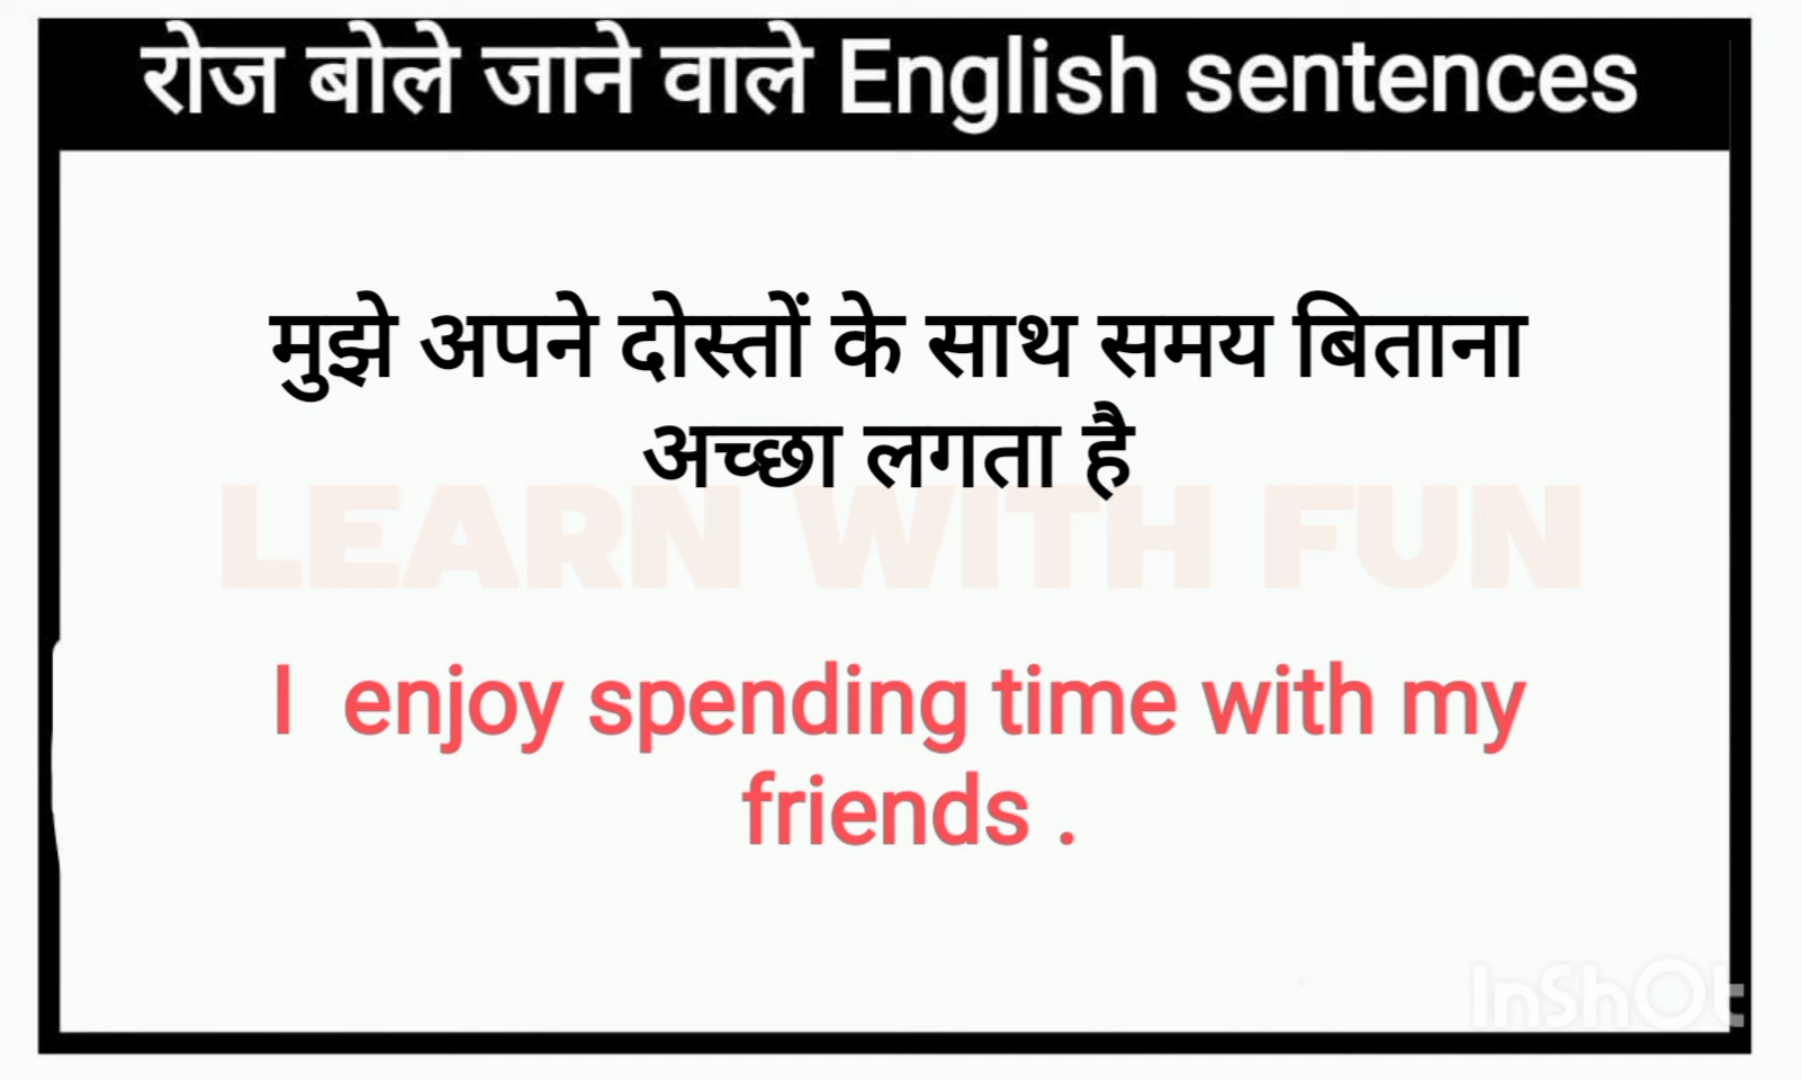 रोज बोले जाने वाले English sentences
मुझे अपने दोस्तों के साथ समय बिताना
अच्छा लगता है
LEARN WITH FUN
I enjoy spending time with my
friends .
InShOt